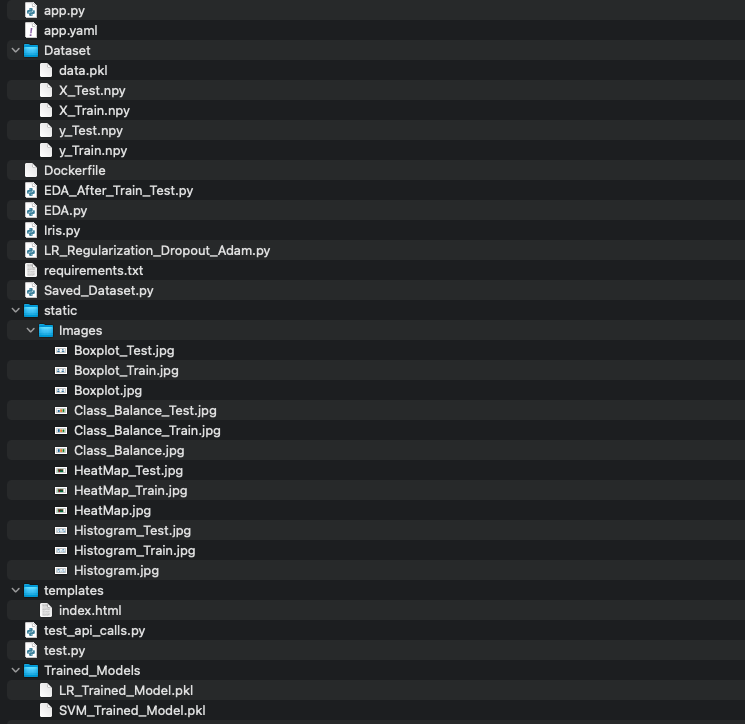 app.py
app.yaml
Dataset
data.pkl
X_Test.npy
X_Train.npy
y_Test.npy
y_Train.npy
Dockerfile
EDA_After_Train_Test.py
EDA.py
Iris.py
LR_Regularization_Dropout_Adam.py
requirements.txt
Saved_Dataset.py
static
Images
Boxplot_Test.jpg
Boxplot_Train.jpg
Boxplot.jpg
Class_Balance_Test.jpg
Class_Balance_Train.jpg
Class_Balance.jpg
HeatMap_Test.jpg
HeatMap_Train.jpg
HeatMap.jpg
Histogram_Test.jpg
Histogram_Train.jpg
Histogram.jpg
templates
index.html
test_api_calls.py
test.py
Trained_Models
LR_Trained_Model.pkl
SVM_Trained_Model.pkl